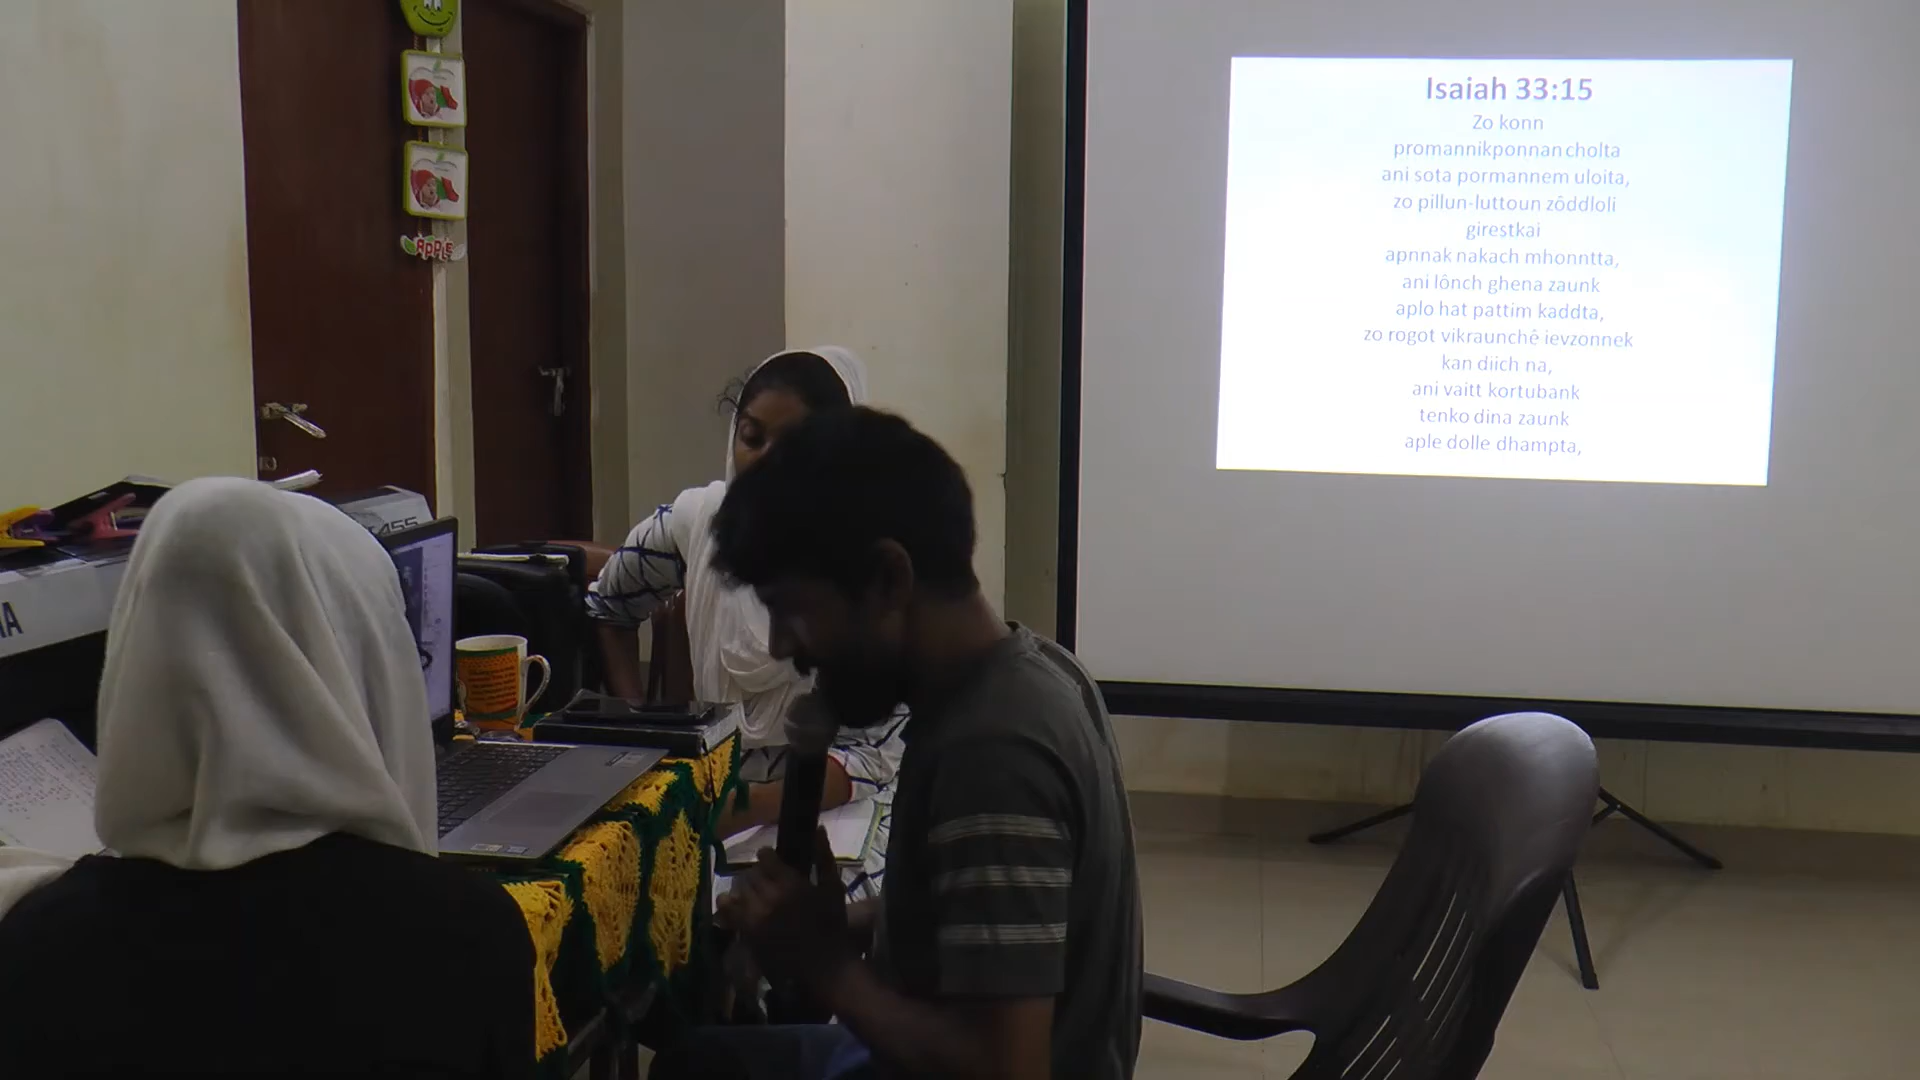 Isaiah 33:15
Zo konn
promannikponnan cholta
ani sota pormannem uloita,
zo pillun-luttoun zôddloli
girestkai
apnnak nakach mhonntta,
ani lônch ghena zaunk
aplo hat pattim kaddta,
zo rogot vikraunchê ievzonnek
kan diich na,
ani vaitt kortubank
tenko dina zaunk
aple dolle dhampta,
APPLE